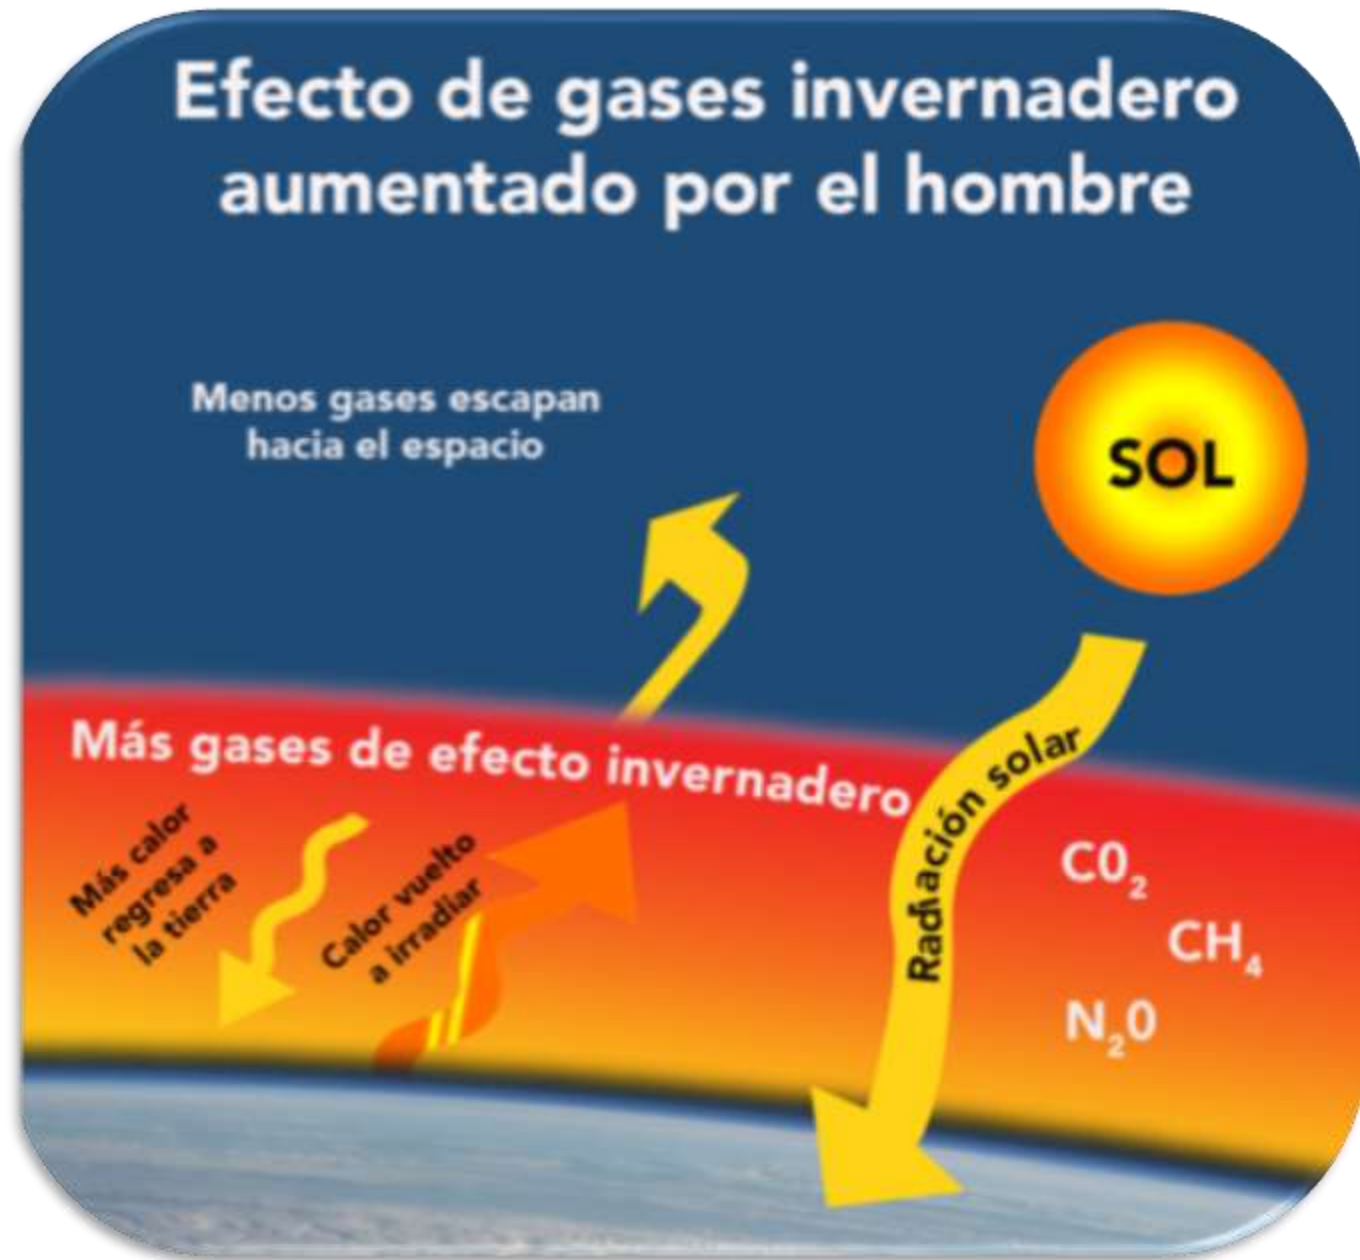 Efecto de gases invernadero
aumentado por el hombre
Menos gases escapan
hacia el espacio
SOL
Más gases de efecto invernadero
Radiación solar
Más calor
regresa a
la tierra
Calor vuelto
a irradiar
C0₂
CH₄
N₂0